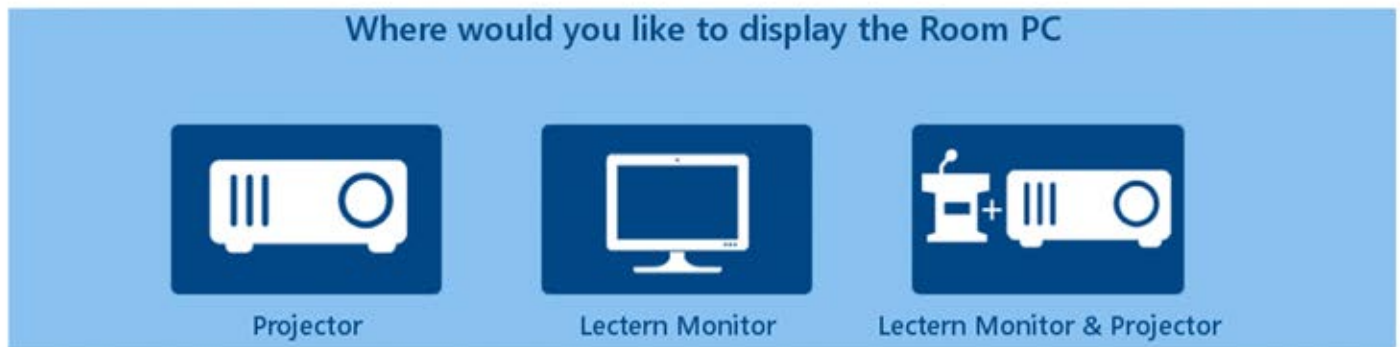 Where would you like to display the Room PC
Projector
Lectern Monitor
Lectern Monitor & Projector